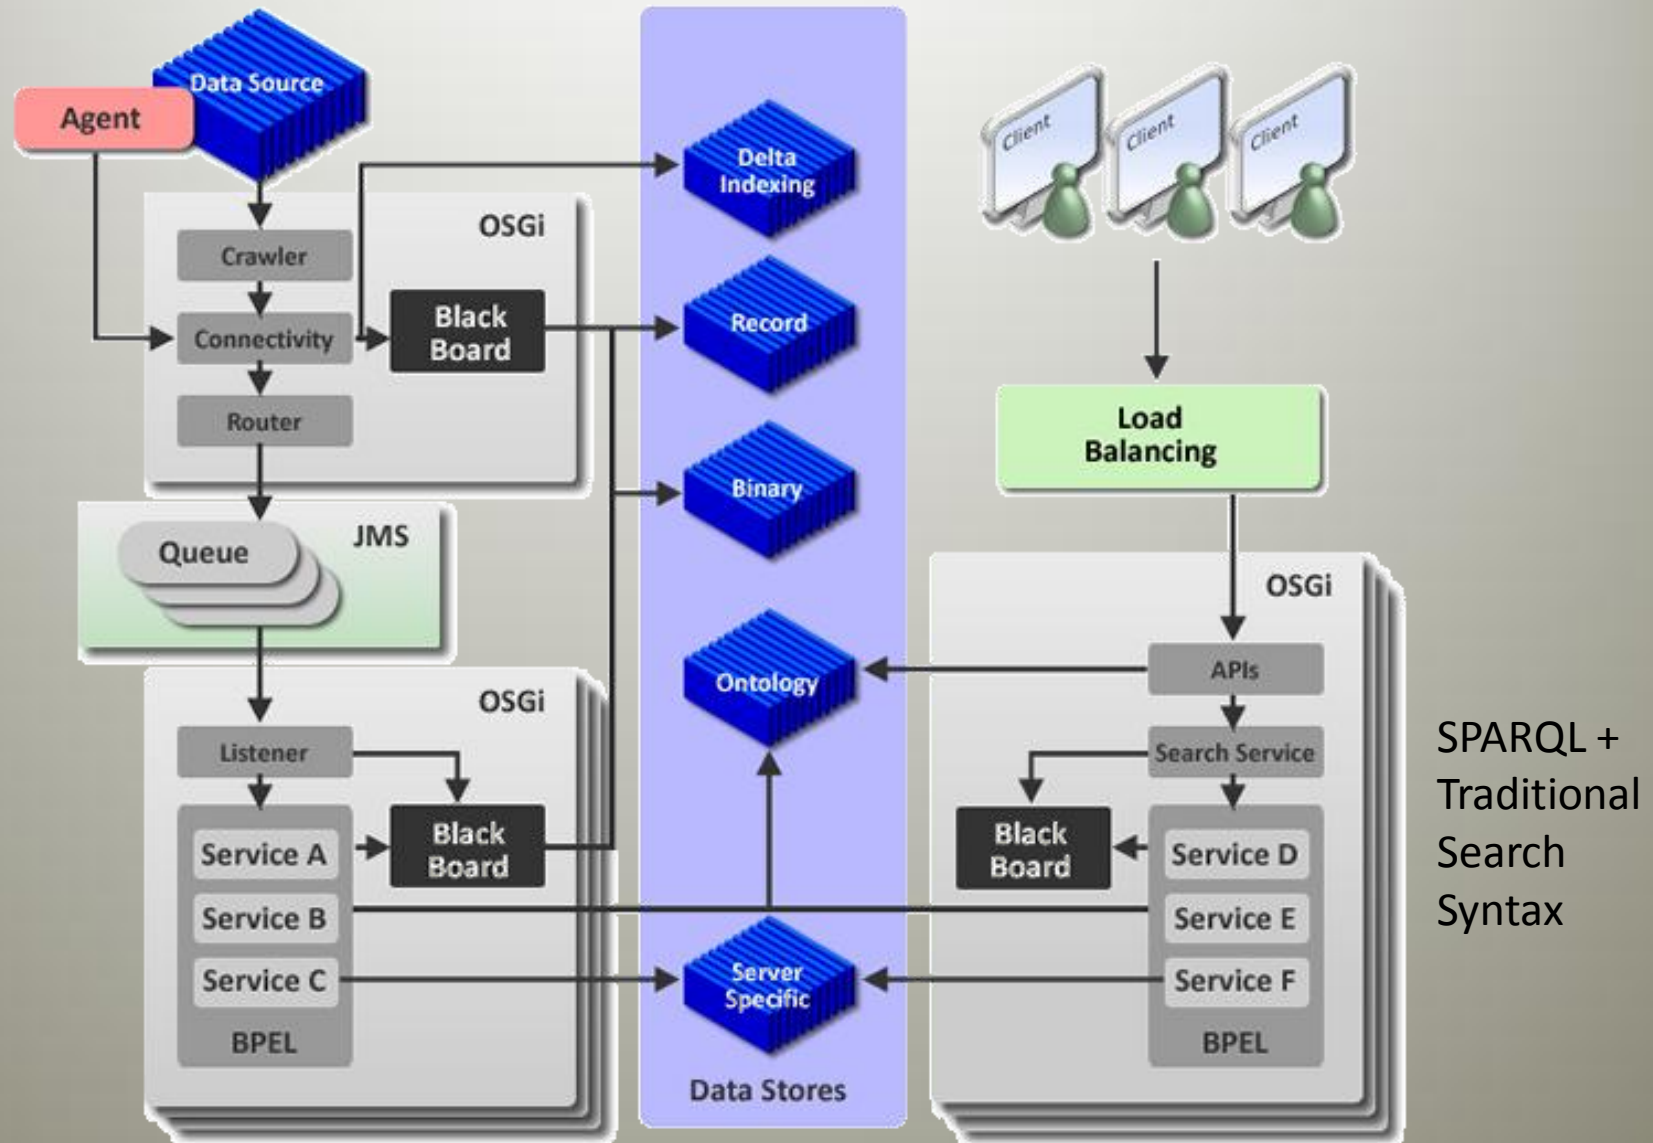 Data Source
Agent
OSGi
Crawler
Connectivity
Router
Black
Board
JMS
Queue
OSGi
Listener
Service A
Service B
Service C
BPEL
Black
Board
Delta
Indexing
Record
Binary
Ontology
Server
Specific
Data Stores
Client
Client
Client
Load
Balancing
OSGi
APIs
Search Service
Black
Board
Service D
Service E
Service F
BPEL
SPARQL +
Traditional
Search
Syntax